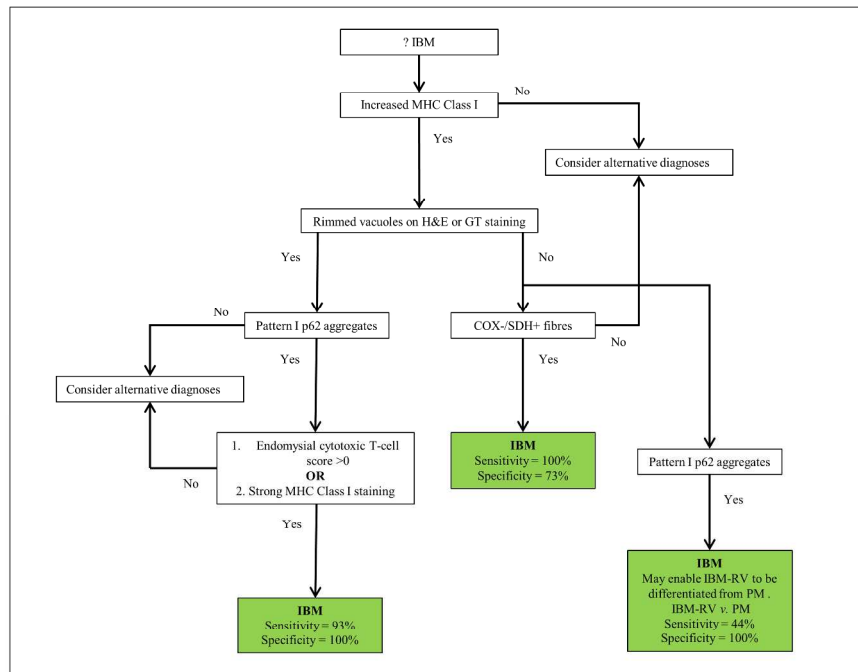 ? IBM
Increased MHC Class I
No
Yes
Consider alternative diagnoses
Rimmed vacuoles on H&E or GT staining
Yes
No
No
Pattern I p62 aggregates
COX-/SDH+ fibres
No
Yes
Yes
Consider alternative diagnoses
1. Endomysial cytotoxic T-cell
score >0
OR
2. Strong MHC Class I staining
No
Yes
IBM
Sensitivity = 100%
Specificity = 73%
Pattern I p62 aggregates
Yes
IBM
Sensitivity = 93%
Specificity = 100%
IBM
May enable IBM-RV to be
differentiated from PM .
IBM-RV v. PM
Sensitivity = 44%
Specificity = 100%